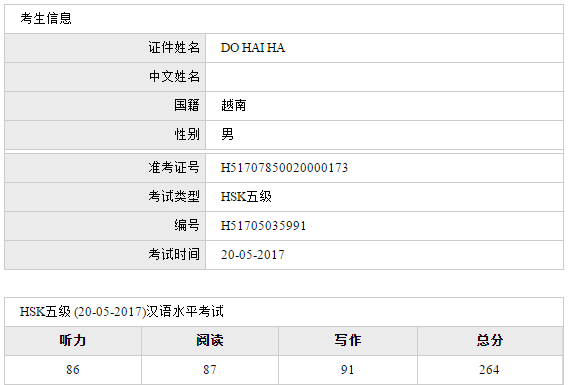 考生信息
证件姓名 DO HAI HA
中文姓名
国籍 越南
性别 男
准考证号 H51707850020000173
考试类型 HSK五级
编号 H51705035991
考试时间 20-05-2017
HSK五级 (20-05-2017)汉语水平考试
听力 阅读 写作 总分
86 87 91 264